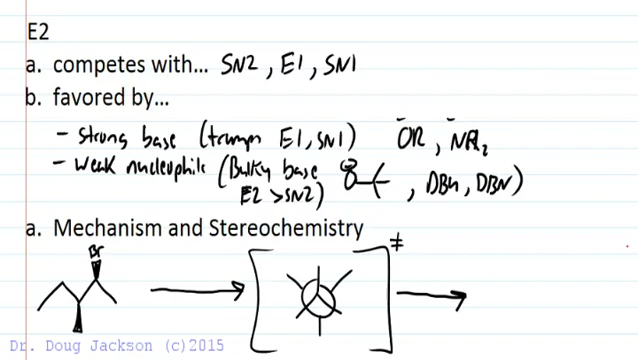 E2
a. competes with... SN2, E1, SN1
b. favored by...
- Strong base (trumps E1, SN1) ⁻OR, ⁻NR₂
- Weak nucleophile (Bulky base
E2 > SN2) ⊖O , DBU, DBN)
a. Mechanism and Stereochemistry
Br
‡
Dr. Doug Jackson (c)2015